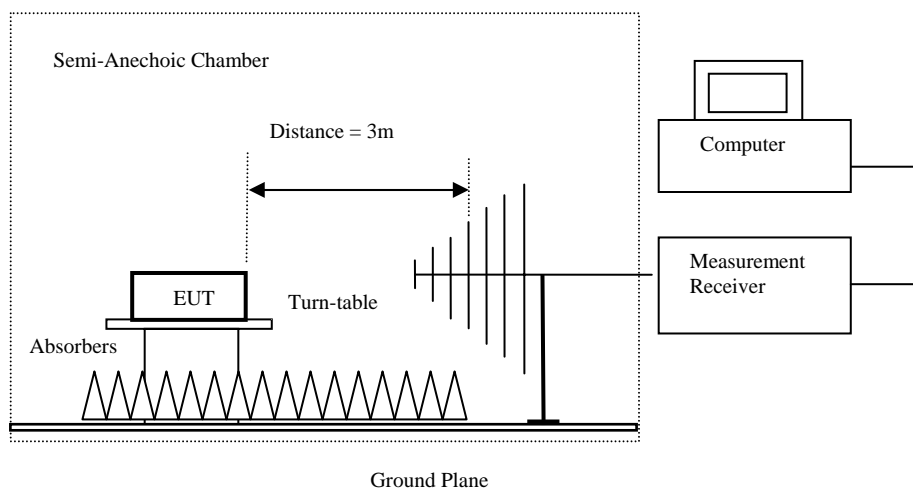 Semi-Anechoic Chamber
Distance = 3m
Computer
Measurement
Receiver
EUT
Turn-table
Absorbers
Ground Plane